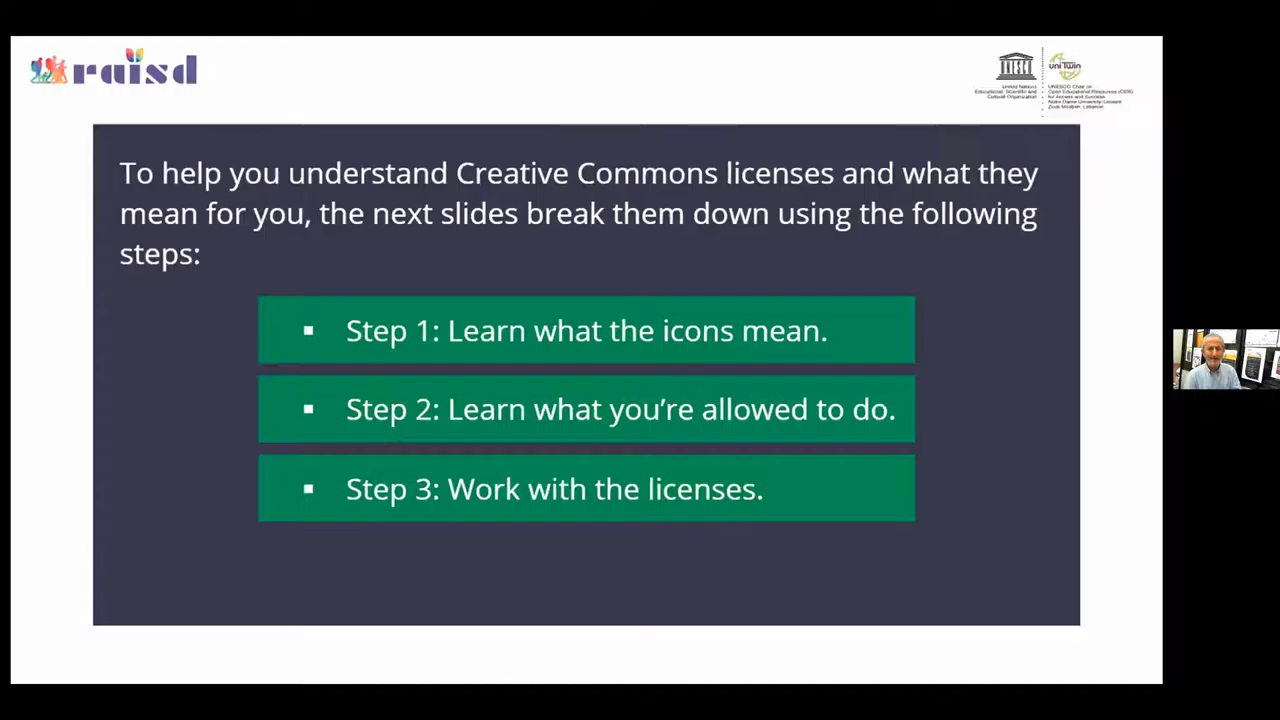 raisd
United Nations
Educational, Scientific and
Cultural Organization
uniTwin
UNESCO Chair on
Open Educational Resources (OER)
for Access and Success
Notre Dame University-Louaize
Zouk Mosbeh, Lebanon
To help you understand Creative Commons licenses and what they
mean for you, the next slides break them down using the following
steps:
▪ Step 1: Learn what the icons mean.
▪ Step 2: Learn what you’re allowed to do.
▪ Step 3: Work with the licenses.